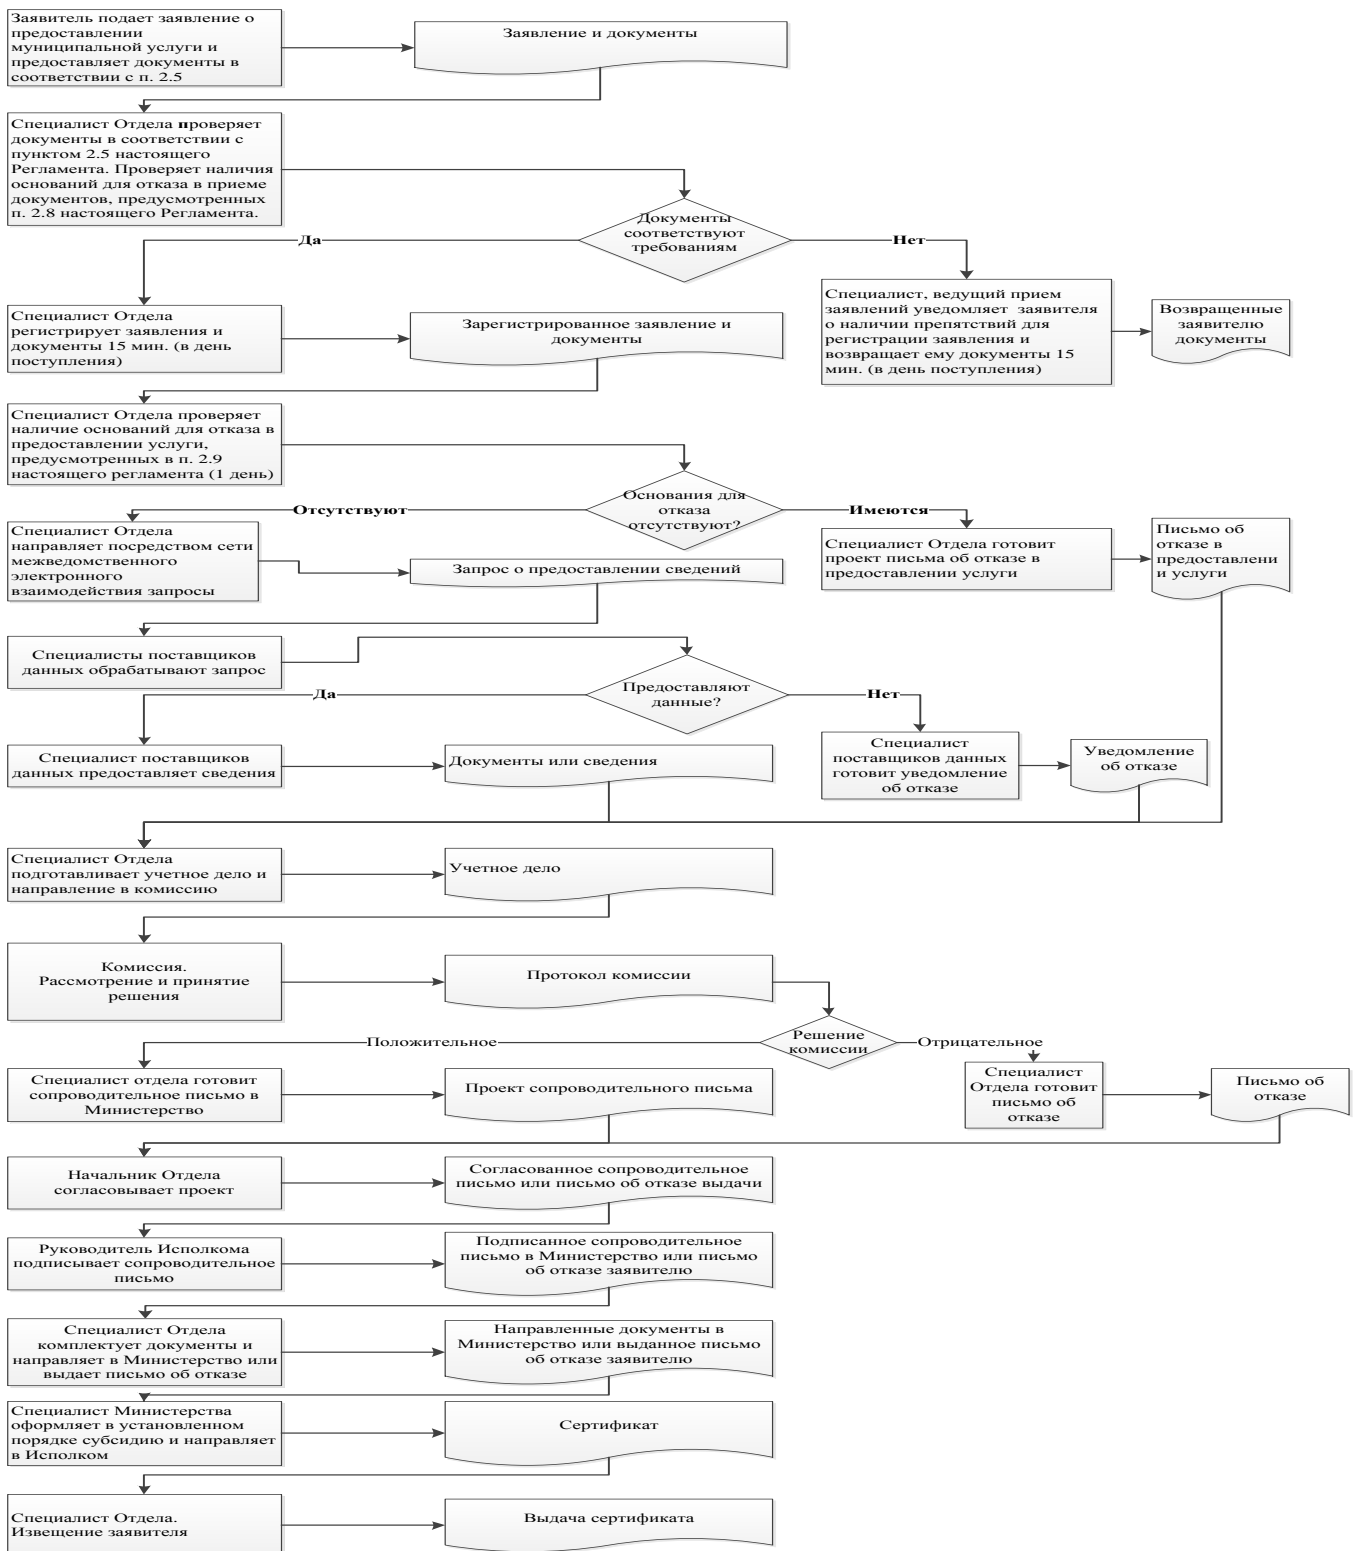 Заявитель подает заявление о
предоставлении
муниципальной услуги и
предоставляет документы в
соответствии с п. 2.5
Заявление и документы
Специалист Отдела проверяет
документы в соответствии с
пунктом 2.5 настоящего
Регламента. Проверяет наличия
оснований для отказа в приеме
документов, предусмотренных
п. 2.8 настоящего Регламента.
Документы
соответствуют
требованиям
Да
Нет
Специалист Отдела
регистрирует заявления и
документы 15 мин. (в день
поступления)
Зарегистрированное заявление и
документы
Специалист, ведущий прием
заявлений уведомляет заявителя
о наличии препятствий для
регистрации заявления и
возвращает ему документы 15
мин. (в день поступления)
Возвращенные
заявителю
документы
Специалист Отдела проверяет
наличие оснований для отказа в
предоставлении услуги,
предусмотренных в п. 2.9
настоящего регламента (1 день)
Основания для
отказа
отсутствуют?
Отсутствуют
Имеются
Специалист Отдела
направляет посредством сети
межведомственного
электронного
взаимодействия запросы
Запрос о предоставлении сведений
Специалист Отдела готовит
проект письма об отказе в
предоставлении услуги
Письмо об
отказе в
предоставлени
и услуги
Специалисты поставщиков
данных обрабатывают запрос
Предоставляют
данные?
Да
Нет
Специалист поставщиков
данных предоставляет сведения
Документы или сведения
Специалист
поставщиков данных
готовит уведомление
об отказе
Уведомление
об отказе
Специалист Отдела
подготавливает учетное дело и
направление в комиссию
Учетное дело
Комиссия.
Рассмотрение и принятие
решения
Протокол комиссии
Решение
комиссии
Положительное
Отрицательное
Специалист отдела готовит
сопроводительное письмо в
Министерство
Проект сопроводительного письма
Специалист
Отдела готовит
письмо об
отказе
Письмо об
отказе
Начальник Отдела
согласовывает проект
Согласованное сопроводительное
письмо или письмо об отказе выдачи
Руководитель Исполкома
подписывает сопроводительное
письмо
Подписанное сопроводительное
письмо в Министерство или письмо
об отказе заявителю
Специалист Отдела
комплектует документы и
направляет в Министерство или
выдает письмо об отказе
Направленные документы в
Министерство или выданное письмо
об отказе заявителю
Специалист Министерства
оформляет в установленном
порядке субсидию и направляет
в Исполком
Сертификат
Специалист Отдела.
Извещение заявителя
Выдача сертификата